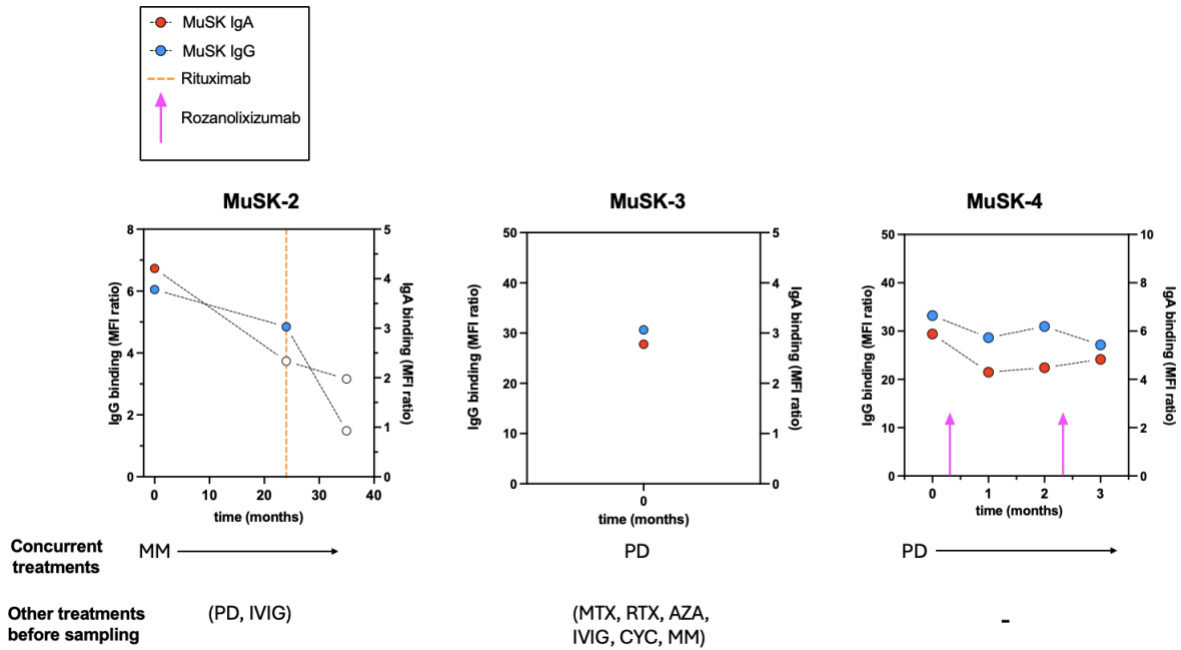 MuSK IgA
MuSK IgG
Rituximab
Rozanolixizumab
MuSK-2
8
6
4
2
0
IgG binding (MFI ratio)
5
4
3
2
1
0
IgA binding (MFI ratio)
0 10 20 30 40
time (months)
MuSK-3
50
40
30
20
10
0
IgG binding (MFI ratio)
5
4
3
2
1
0
IgA binding (MFI ratio)
0
time (months)
MuSK-4
50
40
30
20
10
0
IgG binding (MFI ratio)
10
8
6
4
2
0
IgA binding (MFI ratio)
0 1 2 3
time (months)
Concurrent
treatments
MM
PD
PD
Other treatments
before sampling
(PD, IVIG)
(MTX, RTX, AZA,
IVIG, CYC, MM)
-